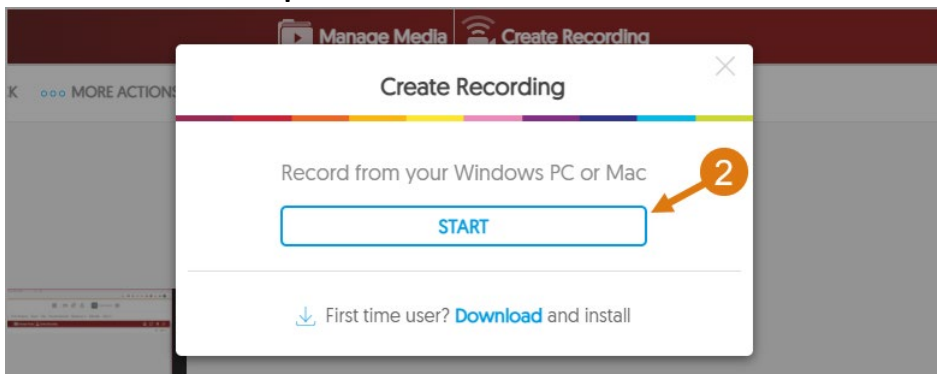 Manage Media Create Recording
K ooo MORE ACTIONS
Create Recording
Record from your Windows PC or Mac
2
START
First time user? Download and install